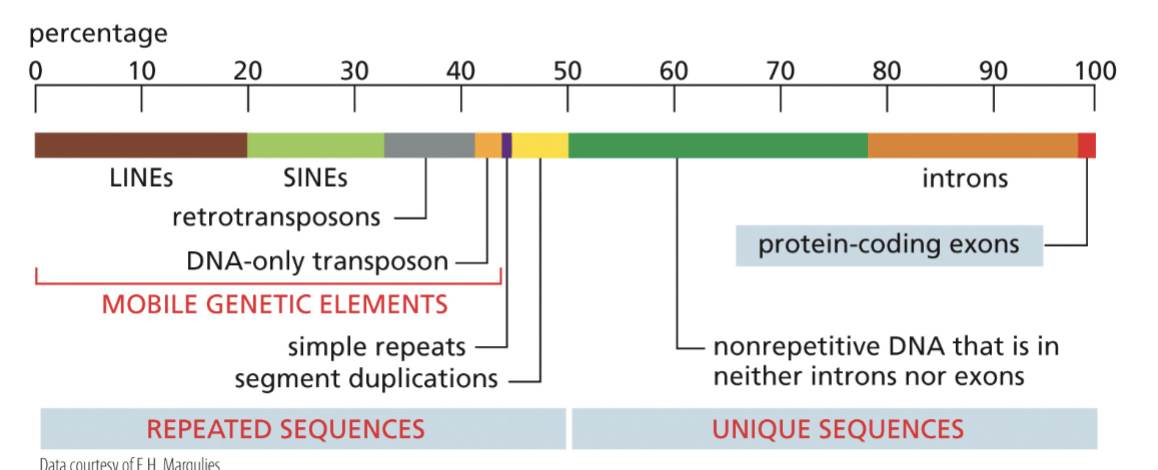 percentage
0 10 20 30 40 50 60 70 80 90 100
LINEs SINEs introns
retrotransposons
protein-coding exons
DNA-only transposon
MOBILE GENETIC ELEMENTS
simple repeats
segment duplications
nonrepetitive DNA that is in
neither introns nor exons
REPEATED SEQUENCES UNIQUE SEQUENCES
Data courtesy of E.H. Margulies